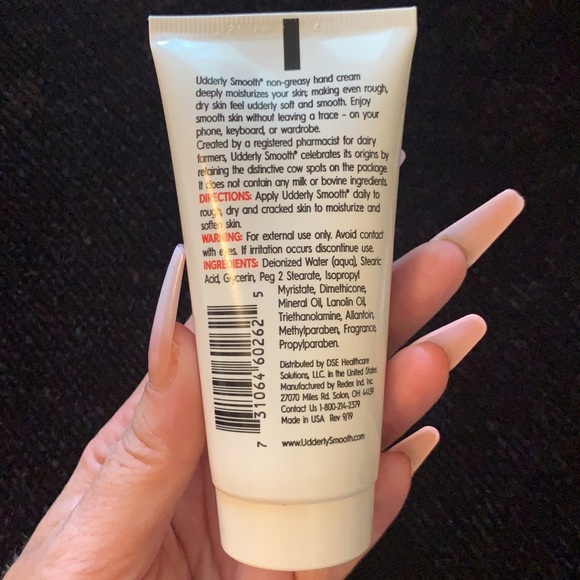 Udderly Smooth® non-greasy hand cream
deeply moisturizes your skin; making even rough,
dry skin feel udderly soft and smooth. Enjoy
smooth skin without leaving a trace – on your
phone, keyboard, or wardrobe.
Created by a registered pharmacist for dairy
farmers, Udderly Smooth® celebrates its origins by
retaining the distinctive cow spots on the package.
It does not contain any milk or bovine ingredients.
DIRECTIONS: Apply Udderly Smooth® daily to
rough, dry and cracked skin to moisturize and
soften skin.
WARNING: For external use only. Avoid contact
with eyes. If irritation occurs discontinue use.
INGREDIENTS: Deionized Water (aqua), Stearic
Acid, Glycerin, Peg 2 Stearate, Isopropyl
Myristate, Dimethicone,
Mineral Oil, Lanolin Oil,
Triethanolamine, Allantoin,
Methylparaben, Fragrance,
Propylparaben.
Distributed by DSE Healthcare
Solutions, LLC. in the United States
Manufactured by Redex Ind. Inc.
27070 Miles Rd. Solon, OH 44139
Contact Us 1-800-214-2379
Made in USA Rev 9/19
www.UdderlySmooth.com
7 31064 60262 5